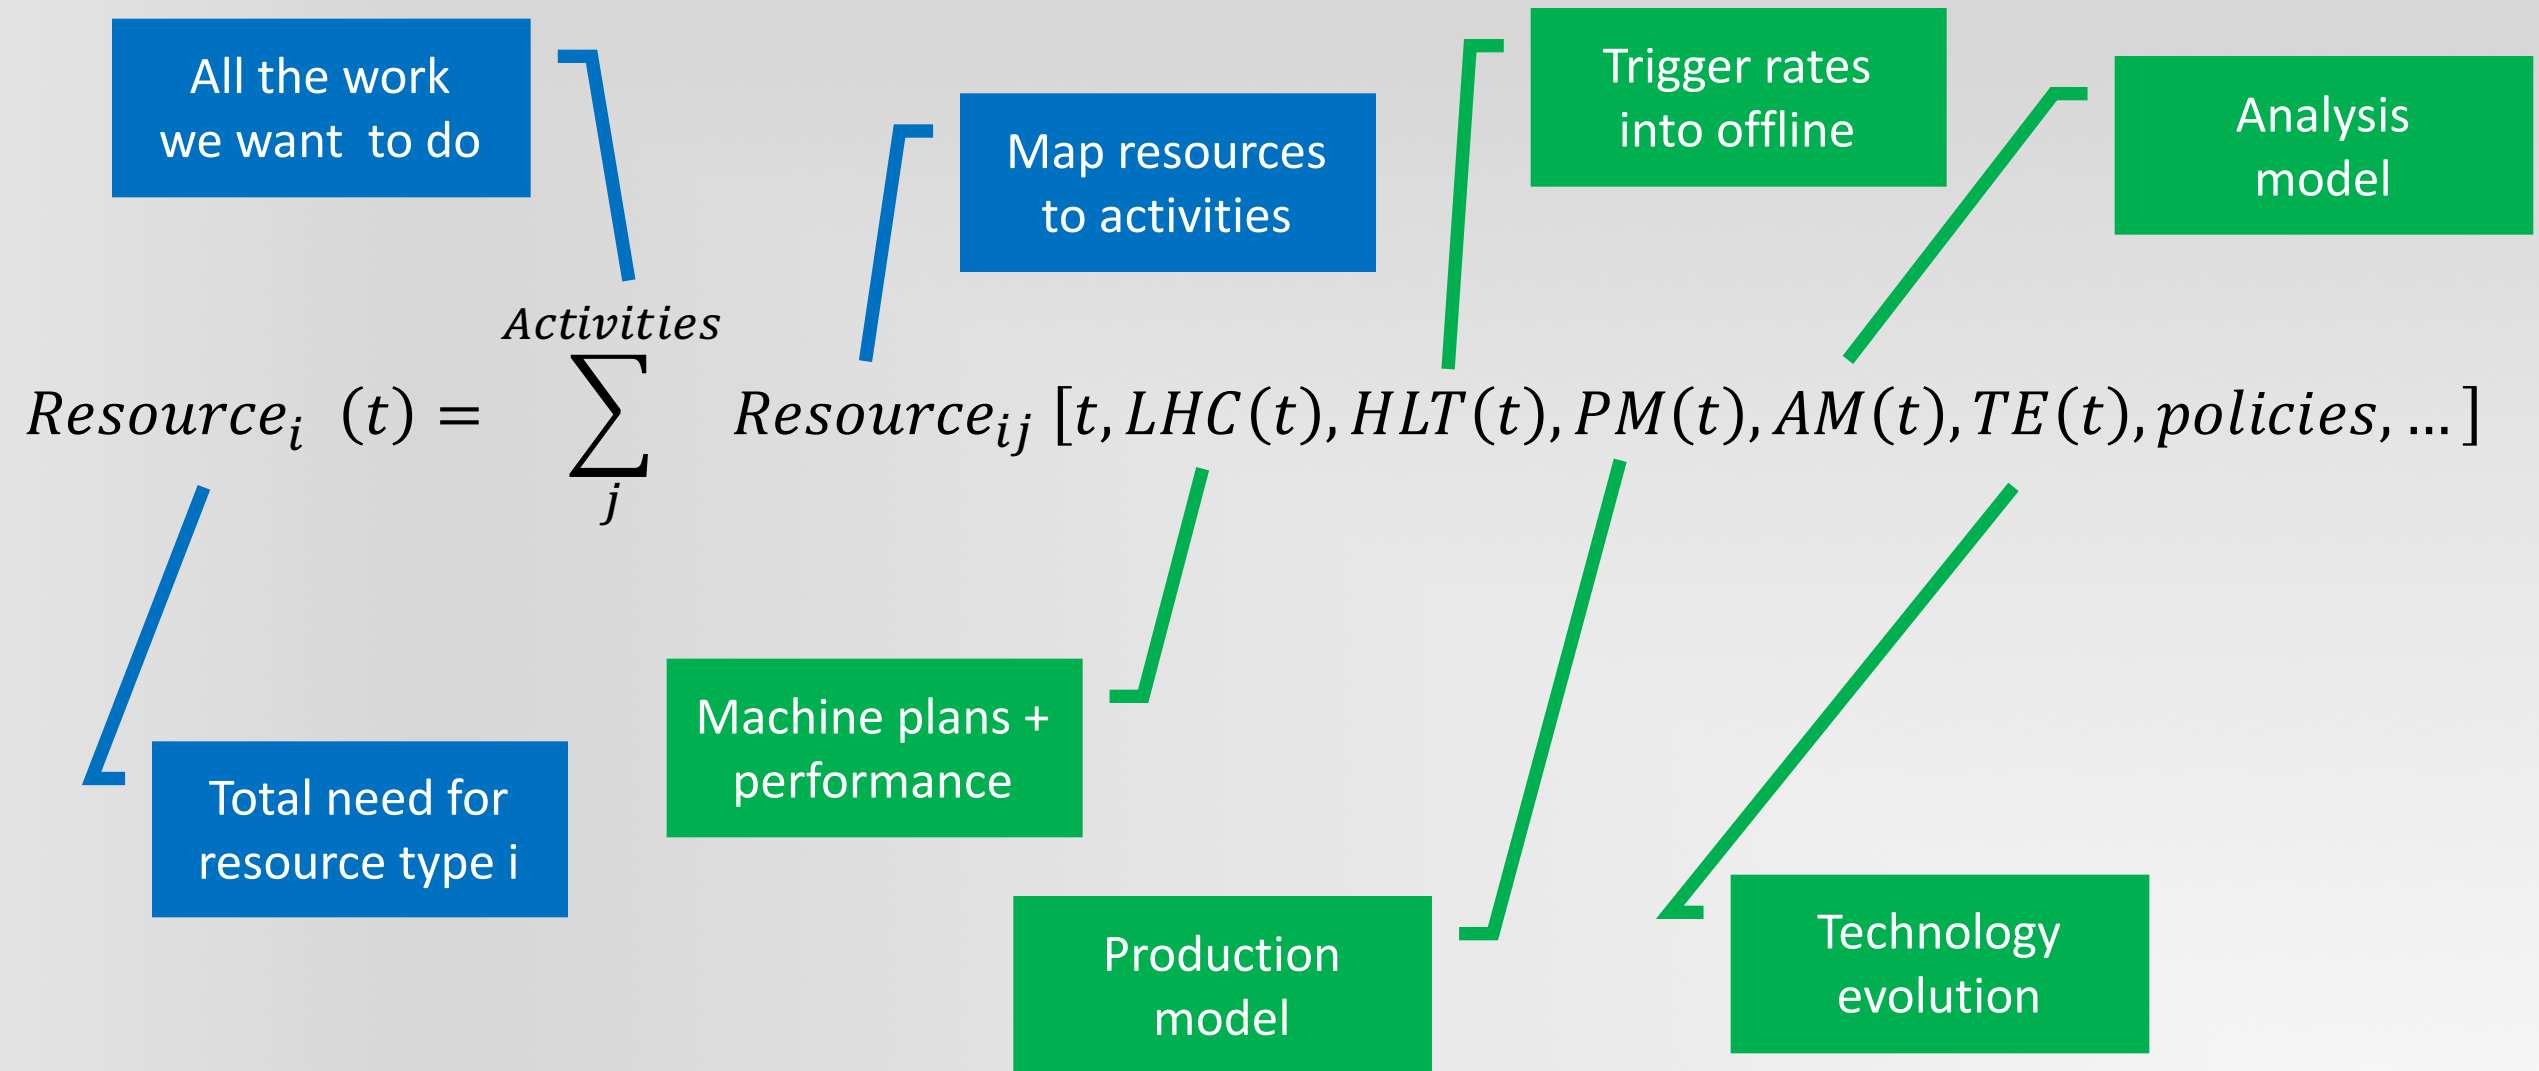 All the work
we want  to do
Map resources
to activities
Trigger rates
into offline
Analysis
model
Activities
Resource_i (t) = ∑ Resource_ij [t, LHC(t), HLT(t), PM(t), AM(t), TE(t), policies, … ]
j
Machine plans +
performance
Total need for
resource type i
Production
model
Technology
evolution